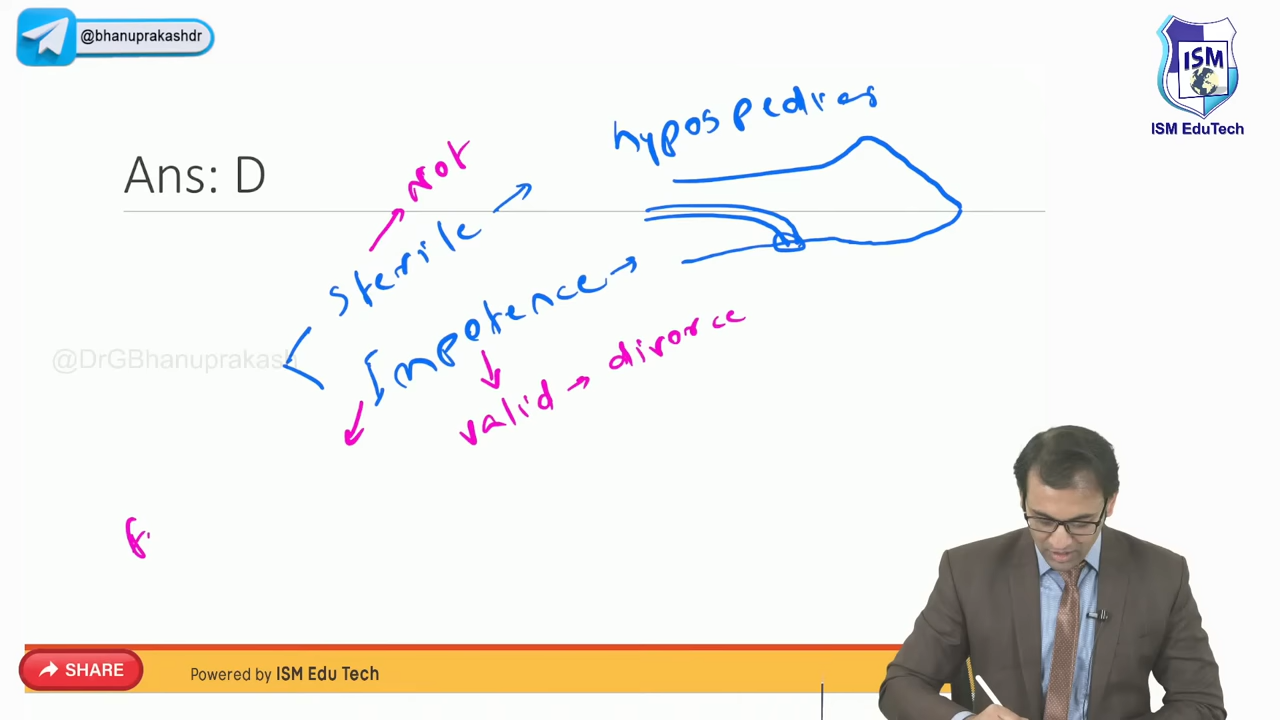 @bhanuprakashdr
ISM
ISM EduTech
hypospedias
Ans: D
Not
sterile
Impotence
valid → divorce
@DrGBhanuprakash
SHARE
Powered by ISM Edu Tech